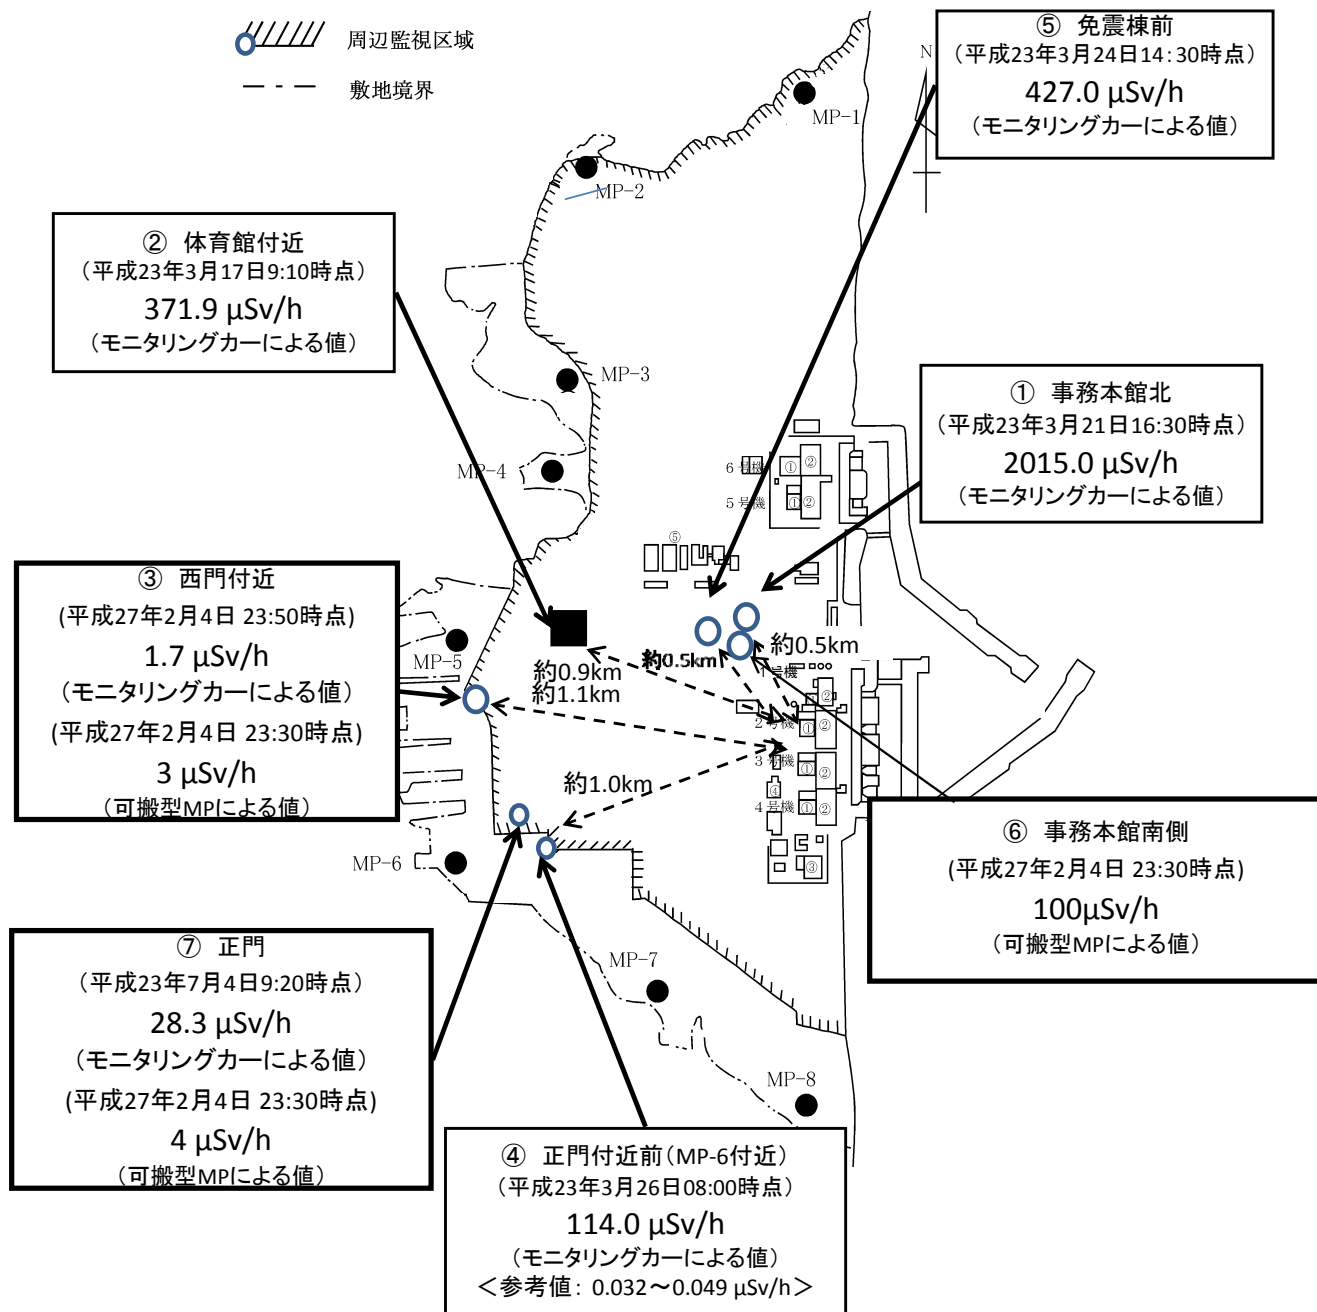 周辺監視区域
敷地境界
⑤ 免震棟前
(平成23年3月24日14:30時点)
427.0 μSv/h
(モニタリングカーによる値)
N
MP-1
MP-2
② 体育館付近
(平成23年3月17日9:10時点)
371.9 μSv/h
(モニタリングカーによる値)
MP-3
① 事務本館北
(平成23年3月21日16:30時点)
2015.0 μSv/h
(モニタリングカーによる値)
MP-4
6号機
①
②
5号機
①
②
⑤
③ 西門付近
(平成27年2月4日 23:50時点)
1.7 μSv/h
(モニタリングカーによる値)
(平成27年2月4日 23:30時点)
3 μSv/h
(可搬型MPによる値)
MP-5
約0.9km
約1.1km
約0.5km
約0.5km
1号機
②
2号機
①
②
3号機
①
②
約1.0km
④
4号機
①
②
③
MP-6
⑥ 事務本館南側
(平成27年2月4日 23:30時点)
100μSv/h
(可搬型MPによる値)
⑦ 正門
(平成23年7月4日9:20時点)
28.3 μSv/h
(モニタリングカーによる値)
(平成27年2月4日 23:30時点)
4 μSv/h
(可搬型MPによる値)
MP-7
MP-8
④ 正門付近前(MP-6付近)
(平成23年3月26日08:00時点)
114.0 μSv/h
(モニタリングカーによる値)
＜参考値: 0.032～0.049 μSv/h＞